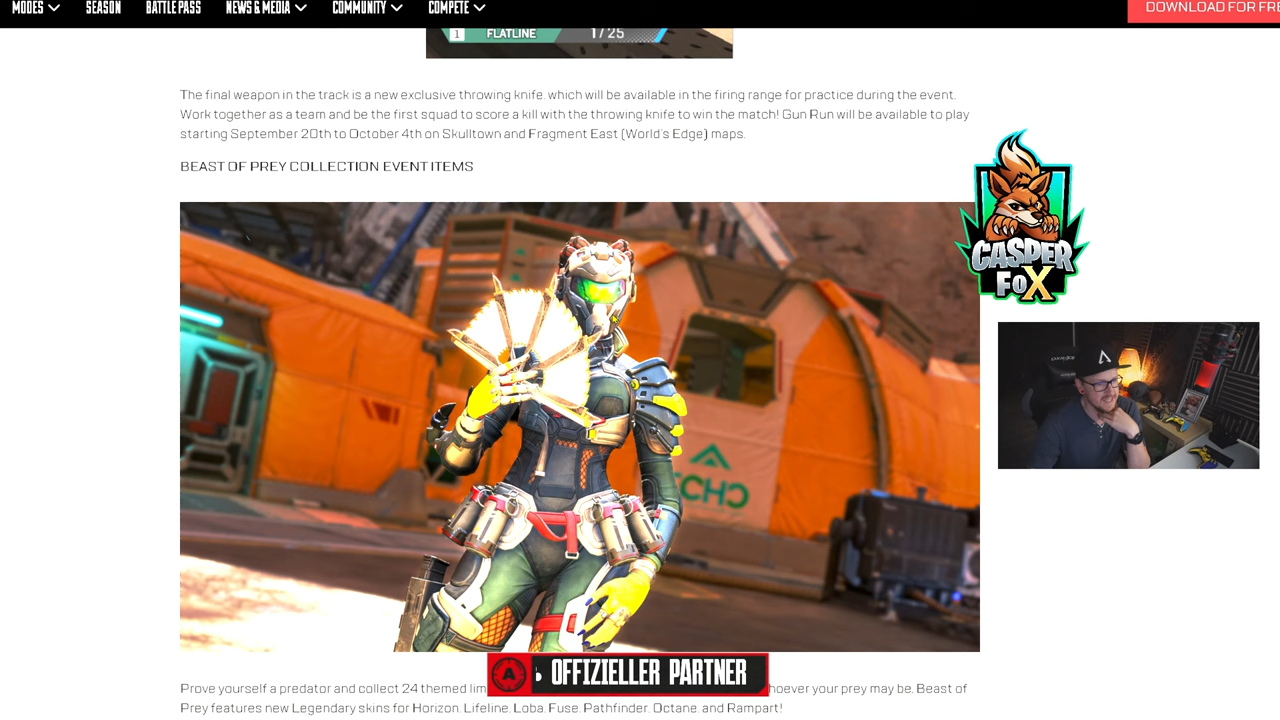 MODES SEASON BATTLE PASS NEWS & MEDIA COMMUNITY COMPETE DOWNLOAD FOR FRE
1 FLATLINE 1/25
The final weapon in the track is a new exclusive throwing knife, which will be available in the firing range for practice during the event.
Work together as a team and be the first squad to score a kill with the throwing knife to win the match! Gun Run will be available to play
starting September 20th to October 4th on Skulltown and Fragment East (World's Edge) maps.
BEAST OF PREY COLLECTION EVENT ITEMS
CASPER
FOX
ECHO
OFFIZIELLER PARTNER
Prove yourself a predator and collect 24 themed lim hoever your prey may be. Beast of
Prey features new Legendary skins for Horizon, Lifeline, Loba, Fuse, Pathfinder, Octane, and Rampart!